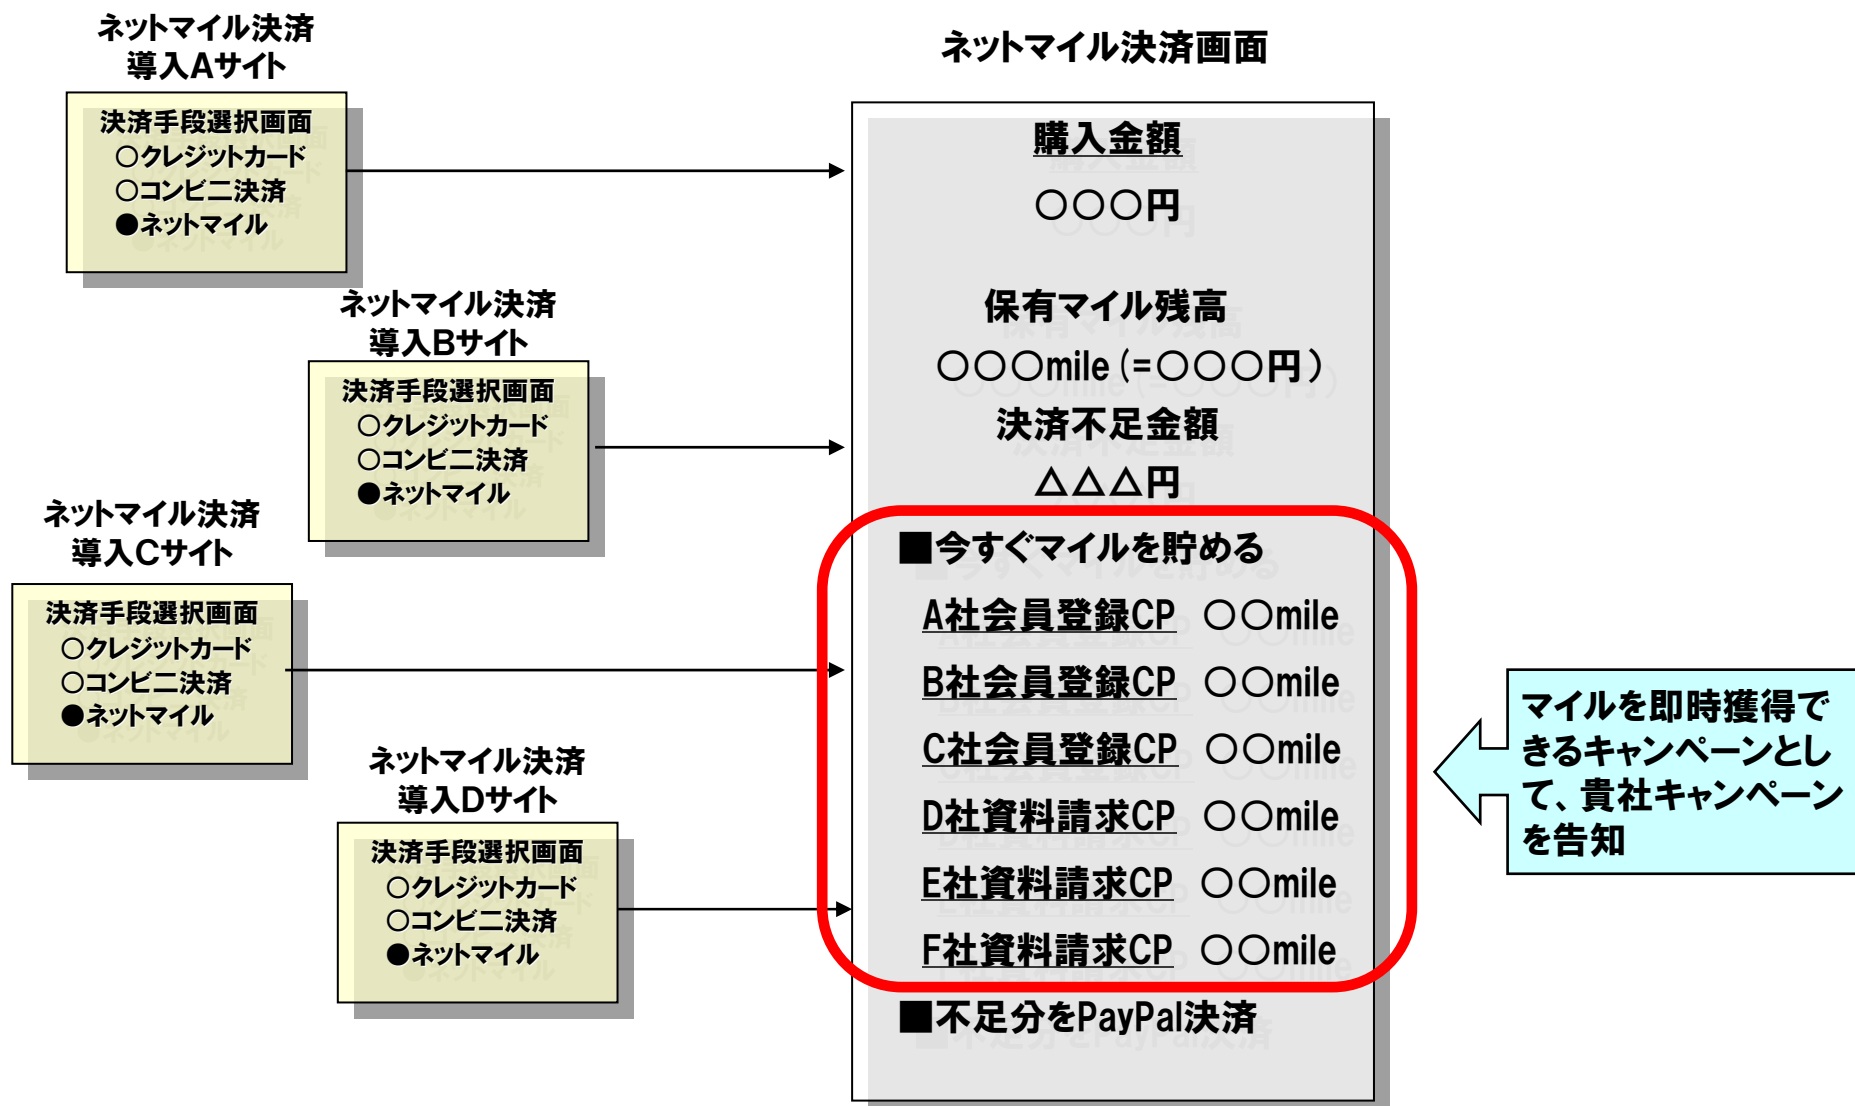 ネットマイル決済
導入Aサイト
決済手段選択画面
○クレジットカード
○コンビニ決済
●ネットマイル
ネットマイル決済
導入Bサイト
決済手段選択画面
○クレジットカード
○コンビニ決済
●ネットマイル
ネットマイル決済
導入Cサイト
決済手段選択画面
○クレジットカード
○コンビニ決済
●ネットマイル
ネットマイル決済
導入Dサイト
決済手段選択画面
○クレジットカード
○コンビニ決済
●ネットマイル
ネットマイル決済画面
購入金額
○○○円
保有マイル残高
○○○mile(=○○○円)
決済不足金額
△△△円
■今すぐマイルを貯める
A社会員登録CP ○○mile
B社会員登録CP ○○mile
C社会員登録CP ○○mile
D社資料請求CP ○○mile
E社資料請求CP ○○mile
F社資料請求CP ○○mile
■不足分をPayPal決済
マイルを即時獲得で
きるキャンペーンとし
て、貴社キャンペーン
を告知